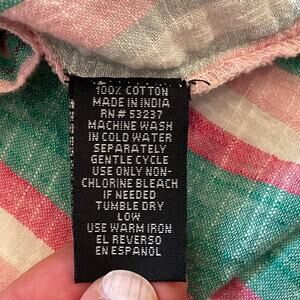 100% COTTON
MADE IN INDIA
RN # 53237
MACHINE WASH
IN COLD WATER
SEPARATELY
GENTLE CYCLE
USE ONLY NON-
CHLORINE BLEACH
IF NEEDED
TUMBLE DRY
LOW
USE WARM IRON
EL REVERSO
EN ESPANOL